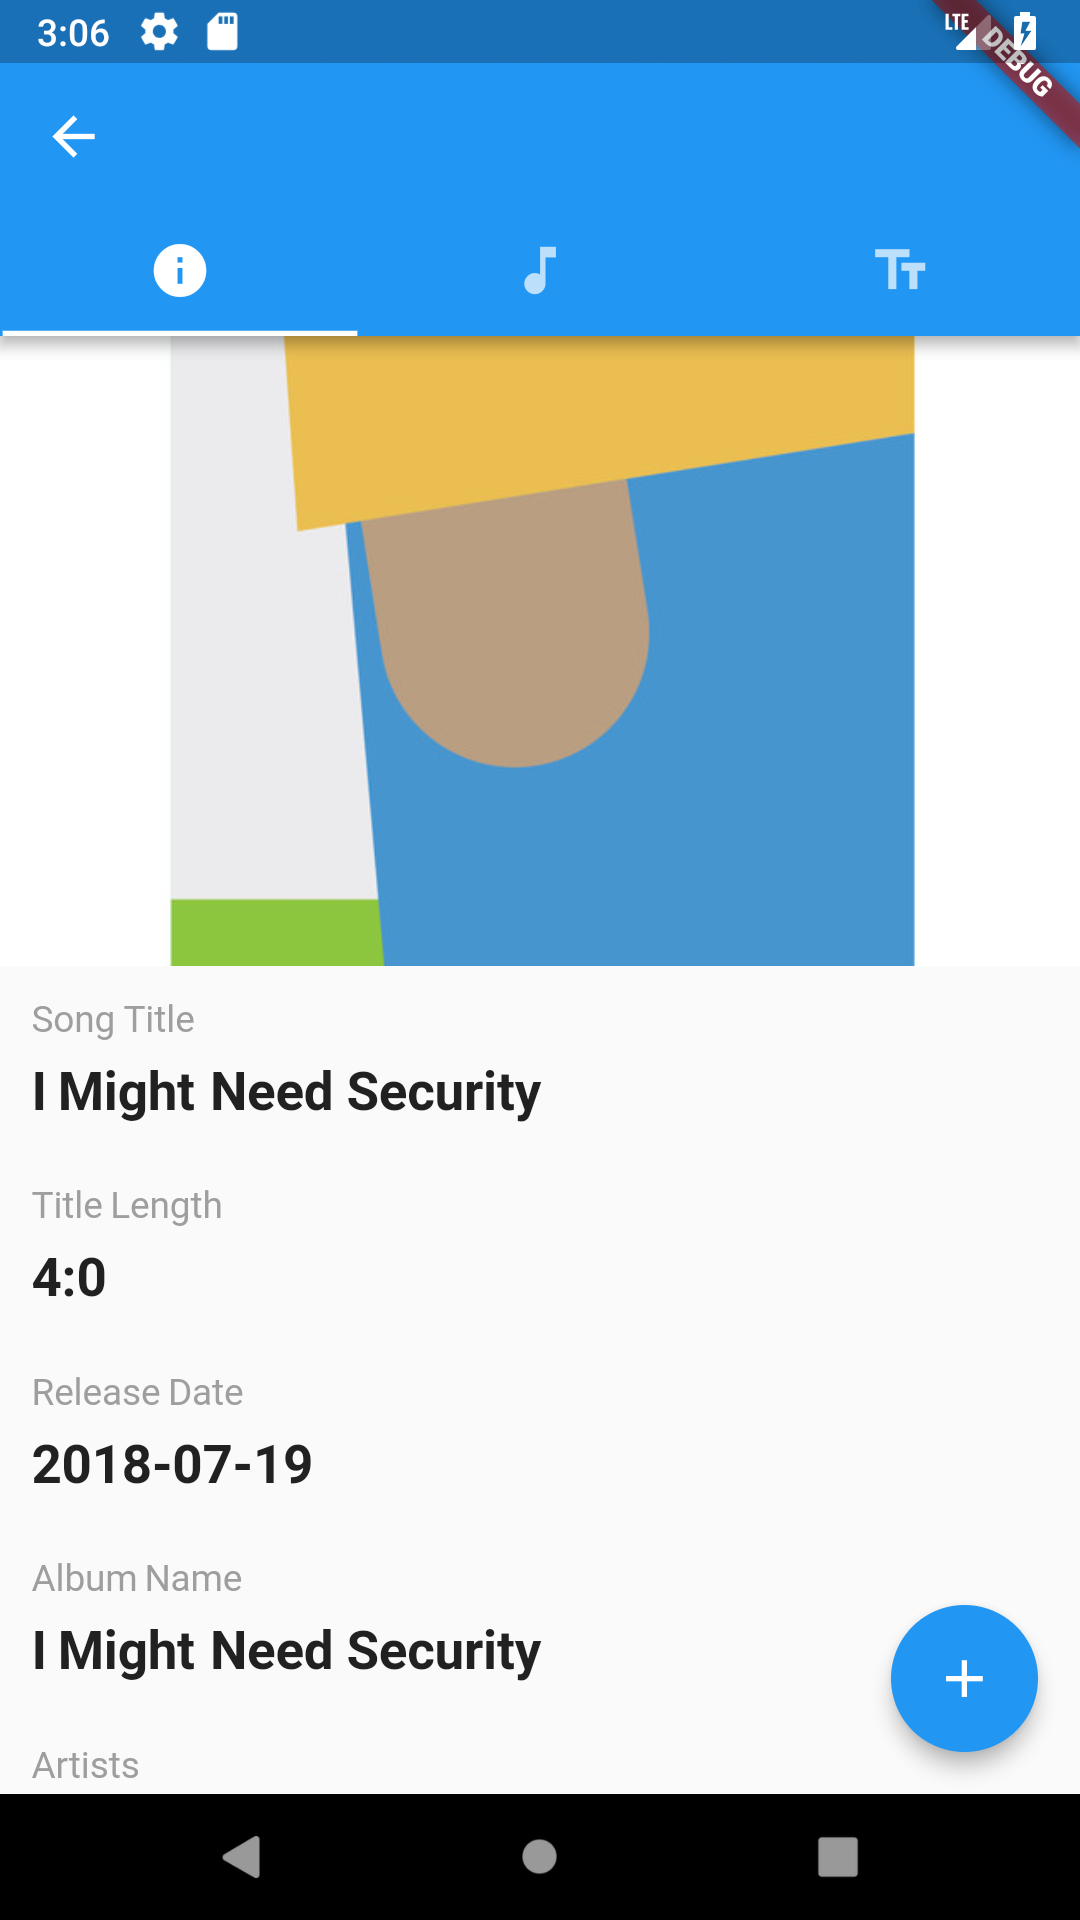 3:06
LTE
DEBUG
Song Title
I Might Need Security
Title Length
4:0
Release Date
2018-07-19
Album Name
I Might Need Security
Artists